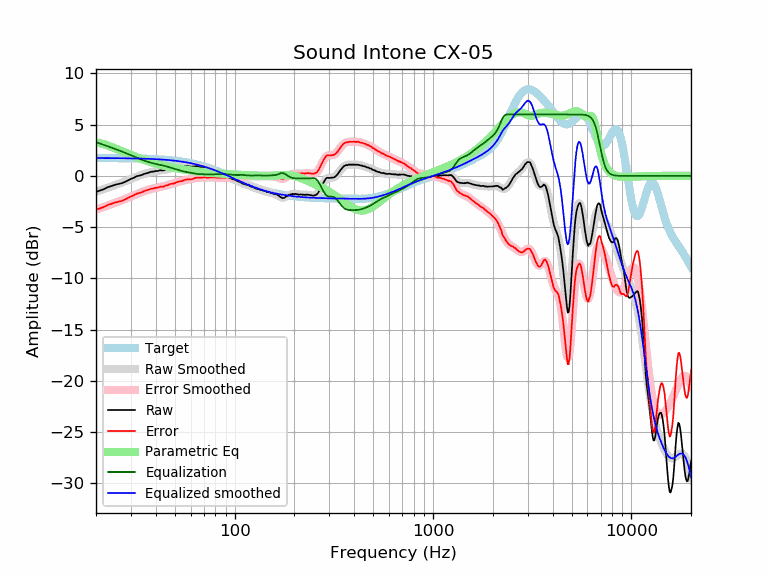 Sound Intone CX-05
Amplitude (dBr)
10
5
0
−5
−10
−15
−20
−25
−30
Target
Raw Smoothed
Error Smoothed
Raw
Error
Parametric Eq
Equalization
Equalized smoothed
100
1000
10000
Frequency (Hz)